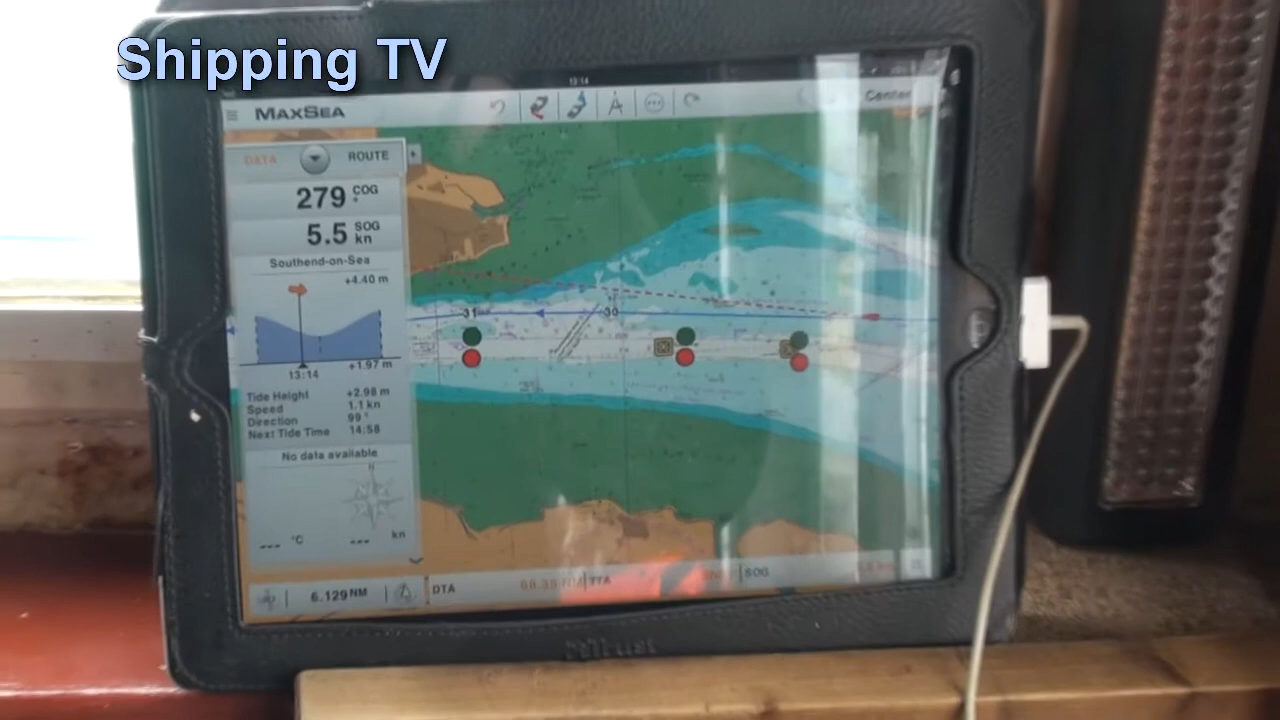 Shipping TV
13:14
MAXSEA
Center
DATA
ROUTE
279 COG °
5.5 SOG kn
Southend-on-Sea
+4.40 m
+1.97 m
13:14
Tide Height +2.98 m
Speed 1.1 kn
Direction 99 °
Next Tide Time 14:58
No data available
N
--- °C --- kn
31
30
6.129 NM
DTA
TTA
SOG
Trust